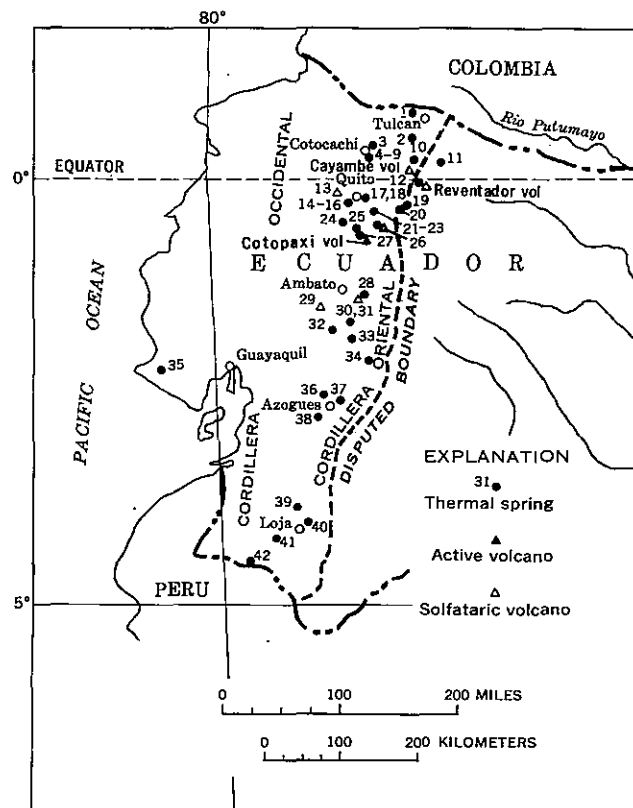 80°
COLOMBIA
Rio Putumayo
1
Tulcan
2
3
Cotocachi
4-9
10
11
Cayambe vol
EQUATOR
0°
Quito
12
13
14-16
17,18
Reventador vol
19
20
21-23
24
25
26
27
Cotopaxi vol
OCCIDENTAL
ECUADOR
PACIFIC OCEAN
Ambato
28
29
30,31
32
33
34
35
Guayaquil
36
37
Azogues
38
CORDILLERA
CORDILLERA ORIENTAL
DISPUTED BOUNDARY
39
Loja
40
41
42
PERU
5°
EXPLANATION
31
Thermal spring
Active volcano
Solfataric volcano
0 100 200 MILES
0 100 200 KILOMETERS